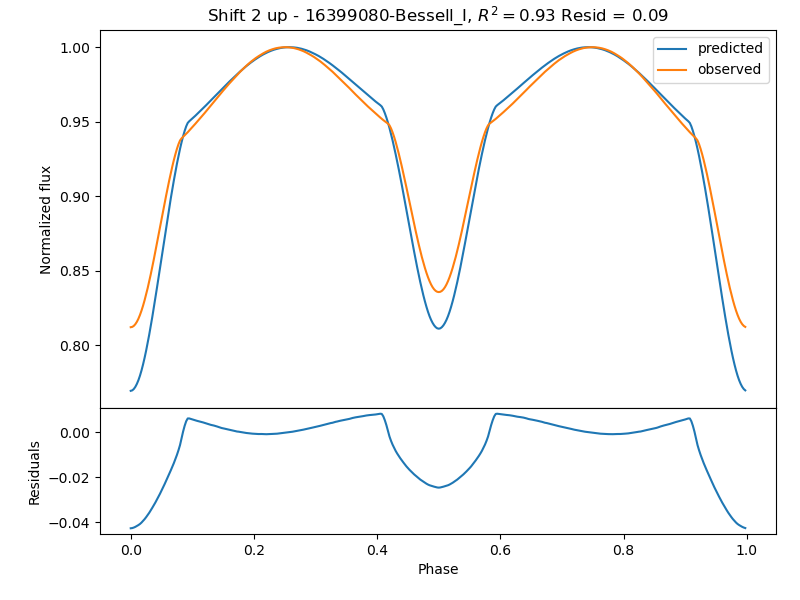 Shift 2 up - 16399080-Bessell_I, R² = 0.93 Resid = 0.09
predicted
observed
Normalized flux
1.00
0.95
0.90
0.85
0.80
Residuals
0.00
−0.02
−0.04
0.0 0.2 0.4 0.6 0.8 1.0
Phase